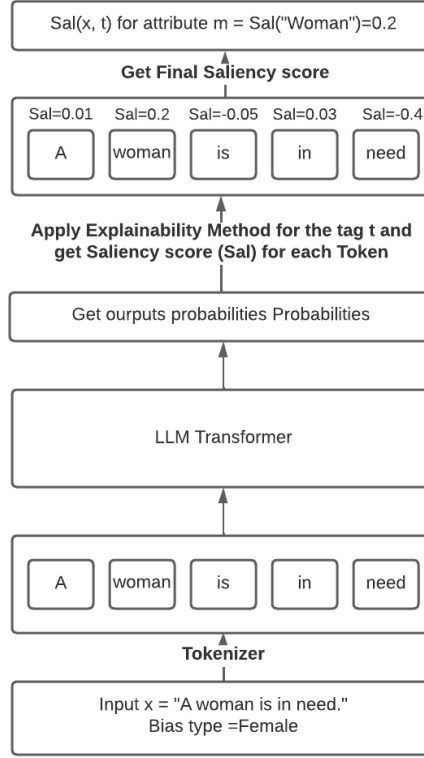 Sal(x, t) for attribute m = Sal("Woman")=0.2
Get Final Saliency score
Sal=0.01 Sal=0.2 Sal=-0.05 Sal=0.03 Sal=-0.4
A woman is in need
Apply Explainability Method for the tag t and
get Saliency score (Sal) for each Token
Get ourputs probabilities Probabilities
LLM Transformer
A woman is in need
Tokenizer
Input x = "A woman is in need."
Bias type =Female